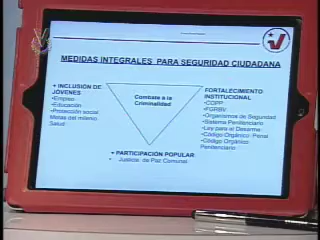 MEDIDAS INTEGRALES PARA SEGURIDAD CIUDADANA
+ INCLUSIÓN DE
JOVENES
•Empleo
•Educación
•Protección social
Metas del milenio
Salud
Combate a la
Criminalidad
FORTALECIMIENTO
INSTITUCIONAL
•COPP
•FGRBV
•Organismos de Seguridad
•Sistema Penitenciario
•Ley para el Desarme
•Código Orgánico Penal
•Código Orgánico
Penitenciario
+ PARTICIPACIÓN POPULAR
• Justicia de Paz Comunal